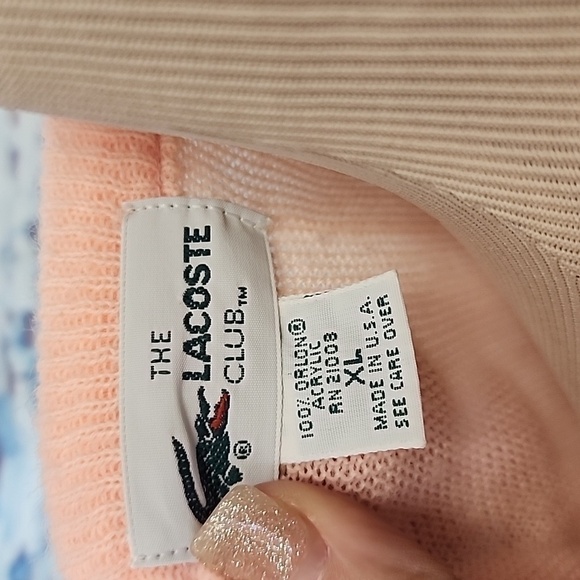 THE
LACOSTE
CLUB™
®
100% ORLON®
ACRYLIC
RN 21008
XL
MADE IN U.S.A.
SEE CARE OVER